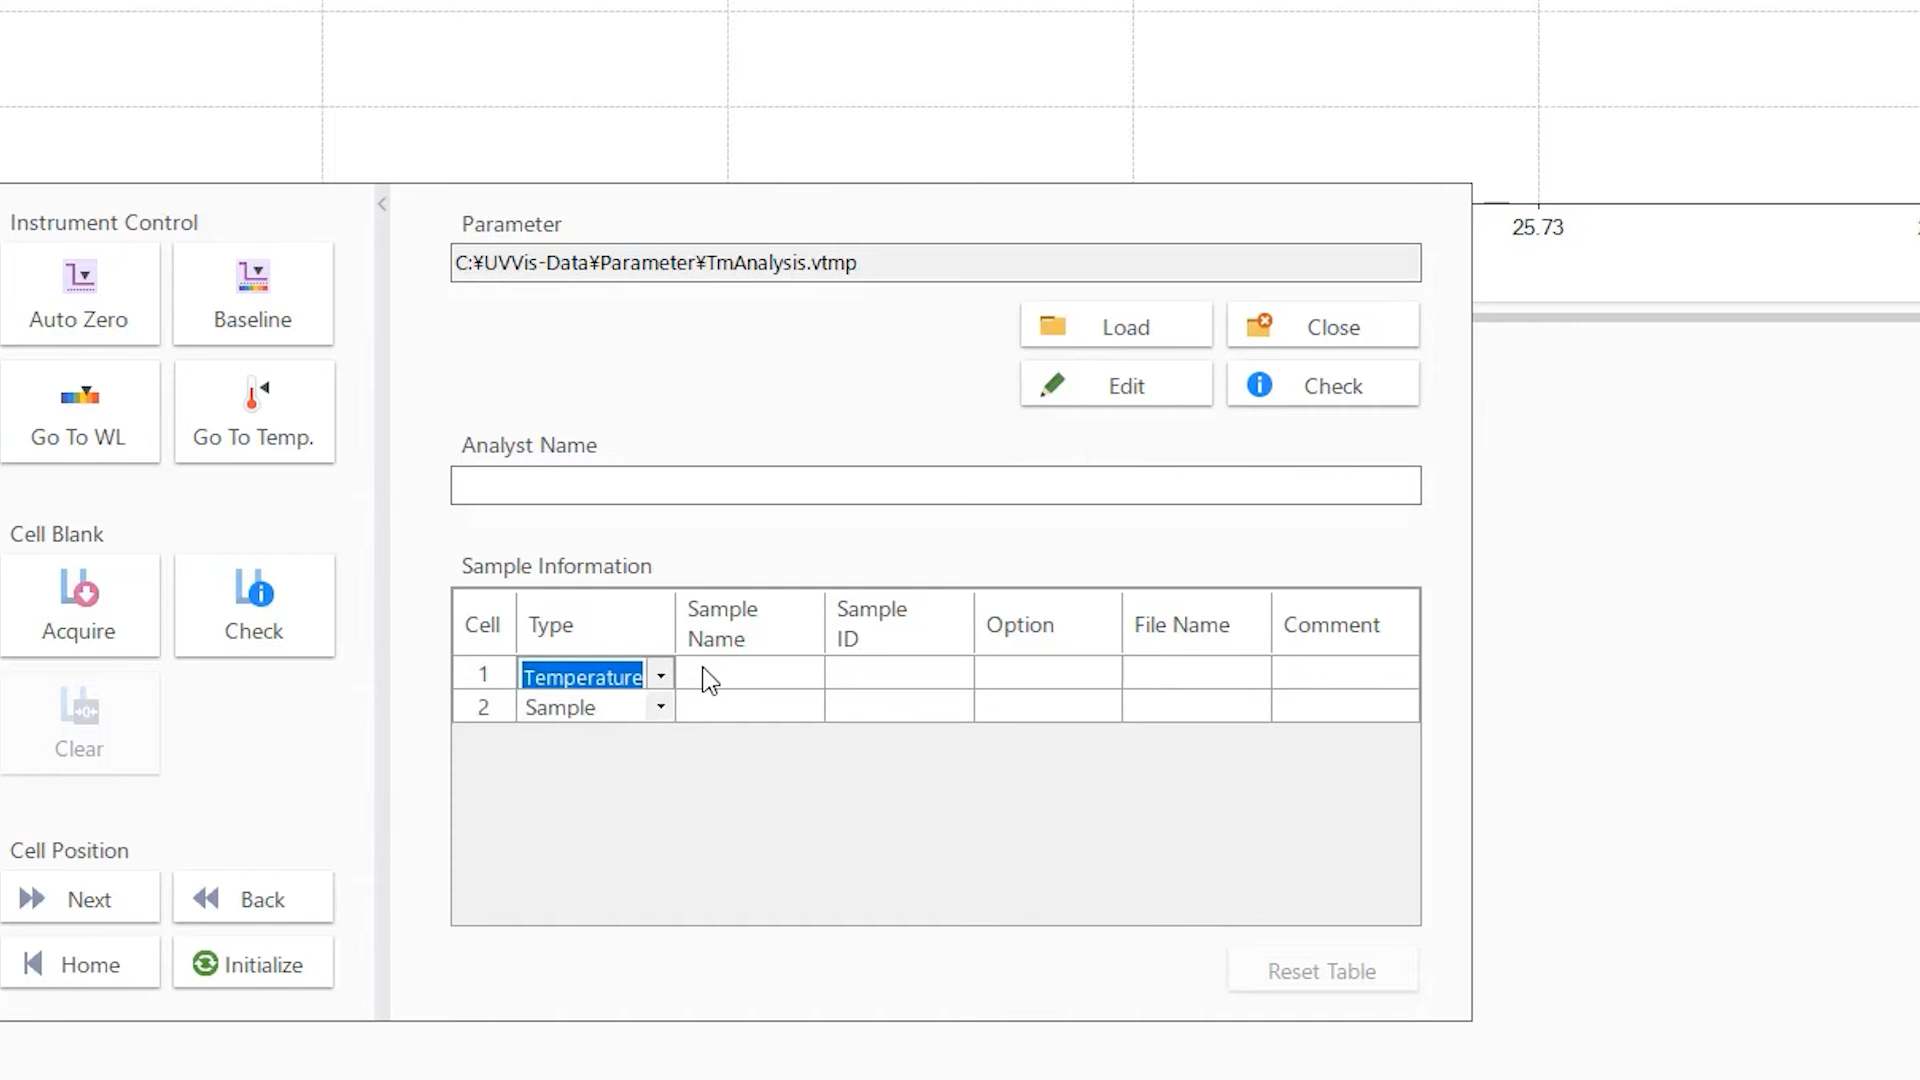 25.73
Instrument Control
Auto Zero
Baseline
Go To WL
Go To Temp.
Cell Blank
Acquire
Check
Clear
Cell Position
Next
Back
Home
Initialize
Parameter
C:¥UVVis-Data¥Parameter¥TmAnalysis.vtmp
Load
Close
Edit
Check
Analyst Name
Sample Information
Cell
Type
Sample
Name
Sample
ID
Option
File Name
Comment
1
Temperature
2
Sample
Reset Table